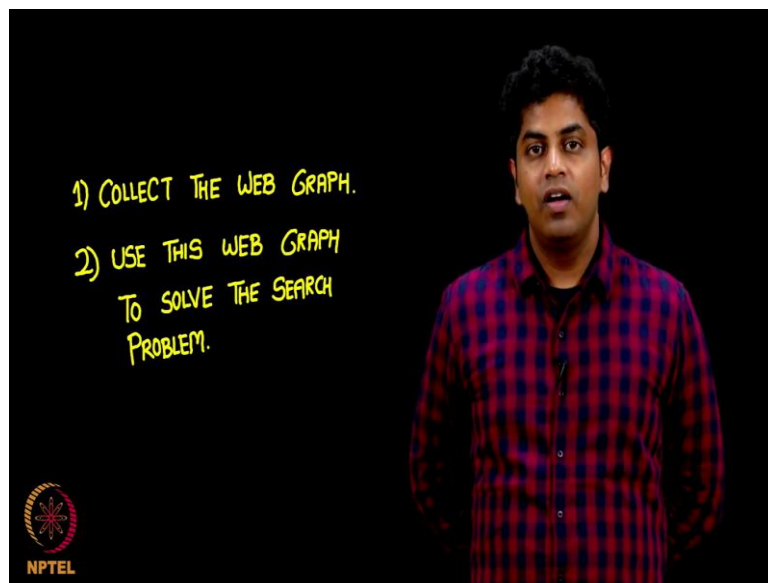 1) COLLECT THE WEB GRAPH.
2) USE THIS WEB GRAPH
TO SOLVE THE SEARCH
PROBLEM.
NPTEL